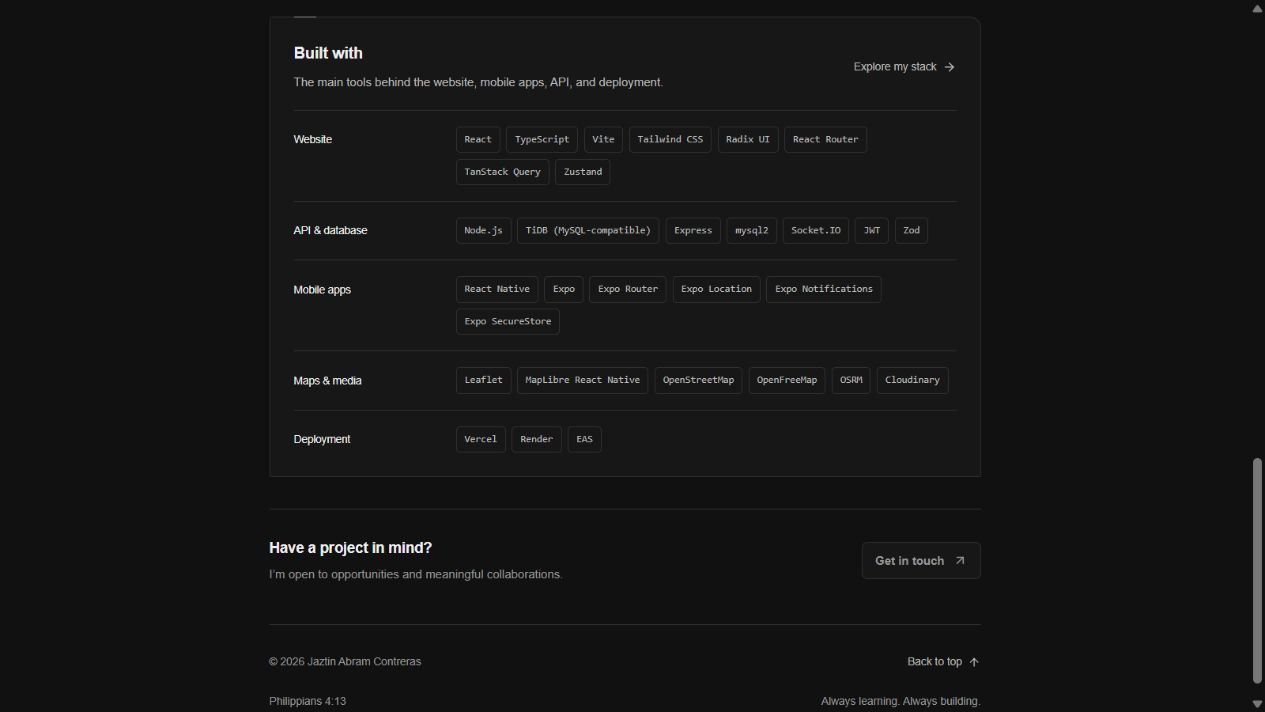 Built with
Explore my stack →
The main tools behind the website, mobile apps, API, and deployment.
Website
React TypeScript Vite Tailwind CSS Radix UI React Router
TanStack Query Zustand
API & database
Node.js TiDB (MySQL-compatible) Express mysql2 Socket.IO JWT Zod
Mobile apps
React Native Expo Expo Router Expo Location Expo Notifications
Expo SecureStore
Maps & media
Leaflet MapLibre React Native OpenStreetMap OpenFreeMap OSRM Cloudinary
Deployment
Vercel Render EAS
Have a project in mind?
I'm open to opportunities and meaningful collaborations.
Get in touch ↗
© 2026 Jaztin Abram Contreras
Back to top ↑
Philippians 4:13
Always learning. Always building.